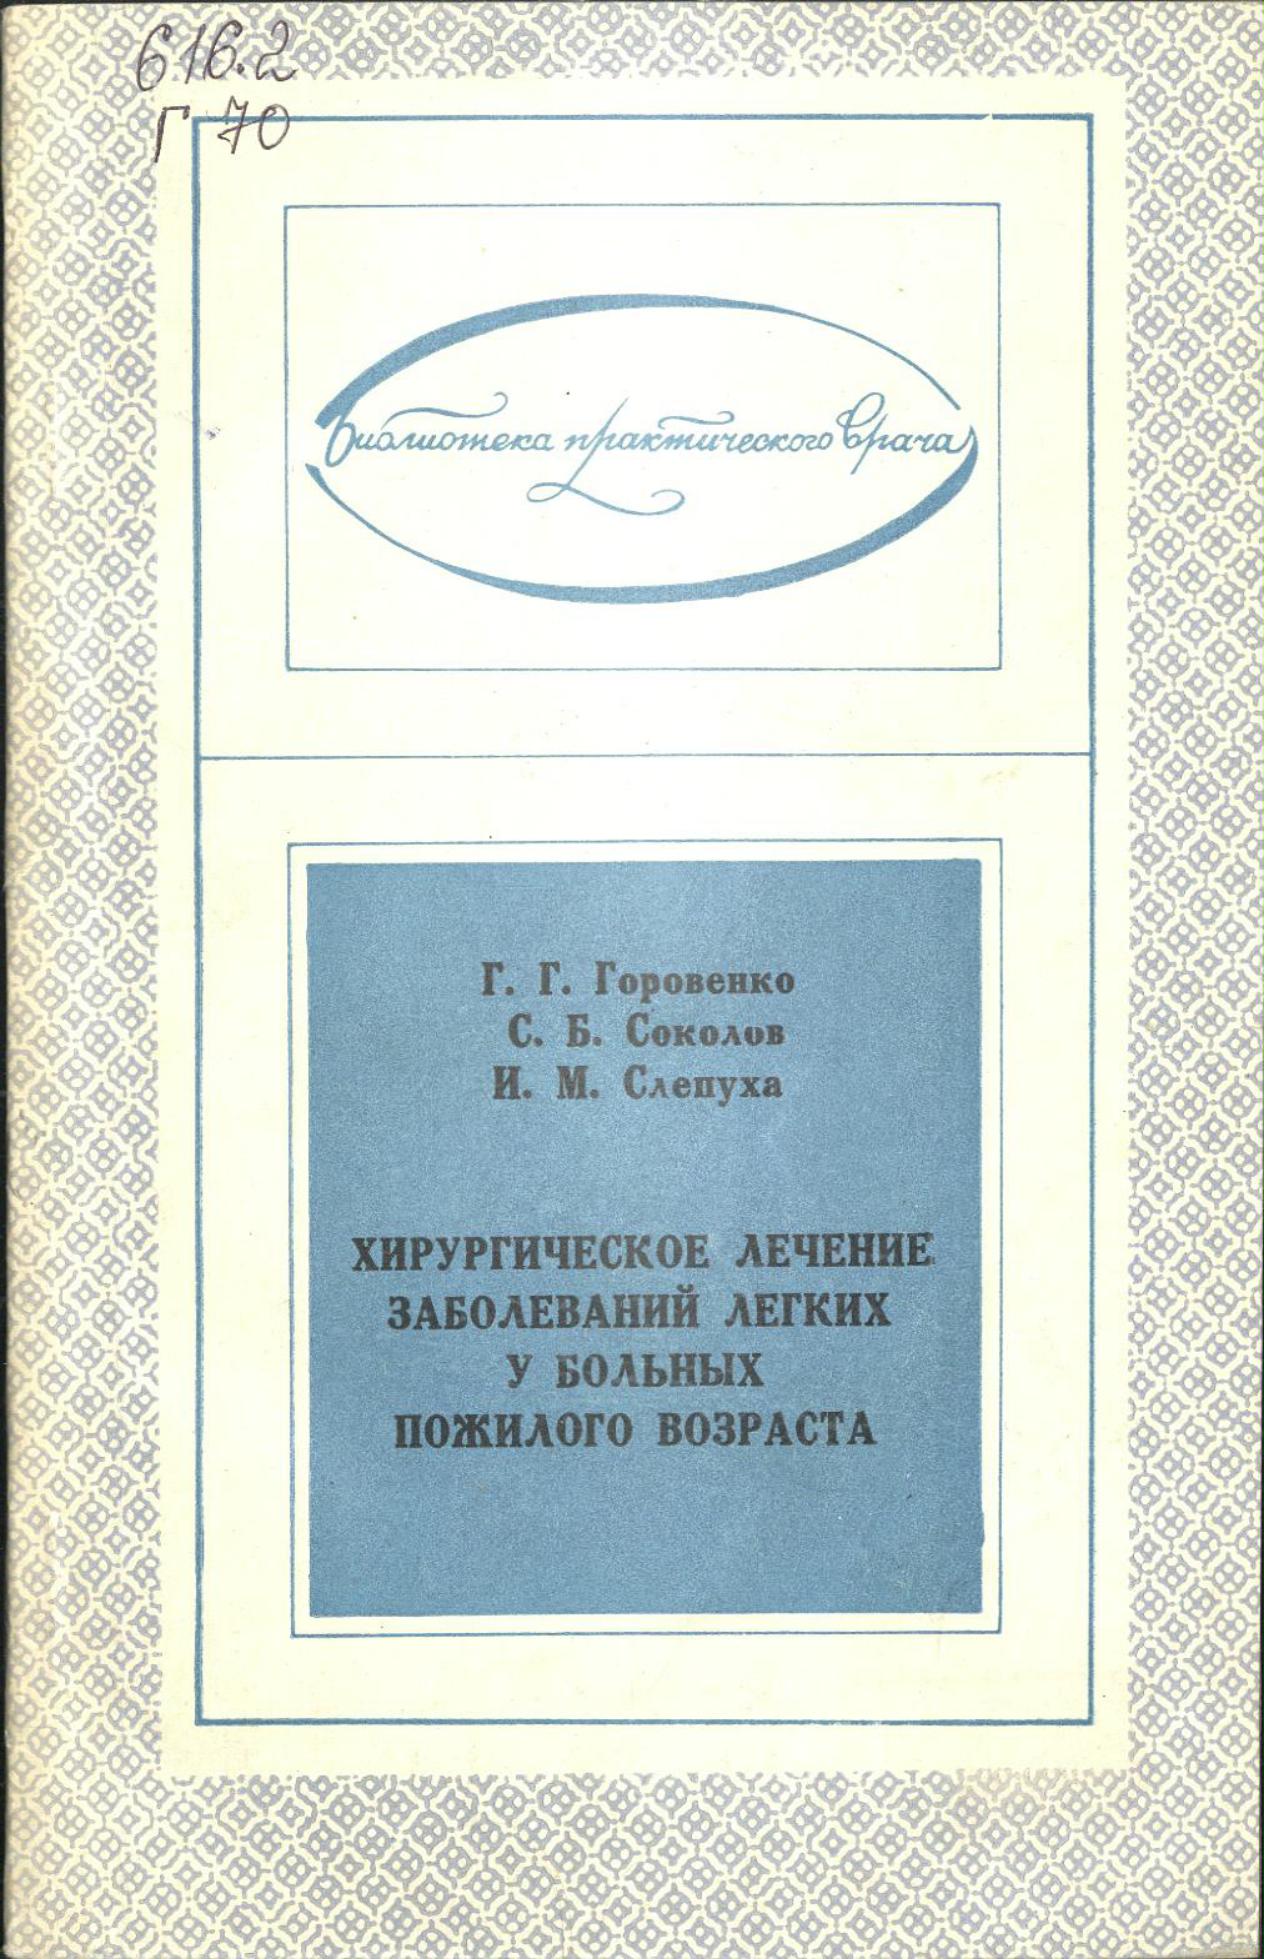 616.2
Г 70
Библиотека практического врача
Г. Г. Горовенко
С. Б. Соколов
И. М. Слепуха
ХИРУРГИЧЕСКОЕ ЛЕЧЕНИЕ
ЗАБОЛЕВАНИЙ ЛЕГКИХ
У БОЛЬНЫХ
ПОЖИЛОГО ВОЗРАСТА